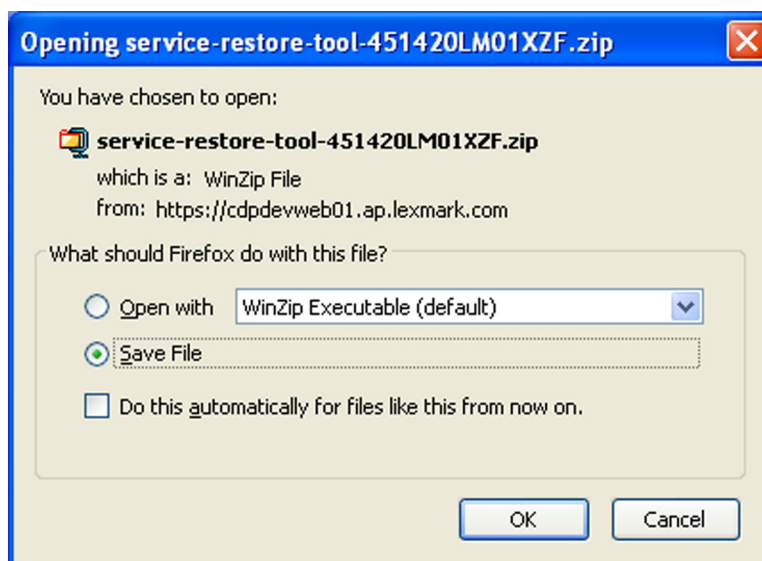 Opening service-restore-tool-451420LM01XZF.zip
You have chosen to open:
service-restore-tool-451420LM01XZF.zip
which is a: WinZip File
from: https://cdpdevweb01.ap.lexmark.com
What should Firefox do with this file?
Open with WinZip Executable (default)
Save File
Do this automatically for files like this from now on.
OK Cancel